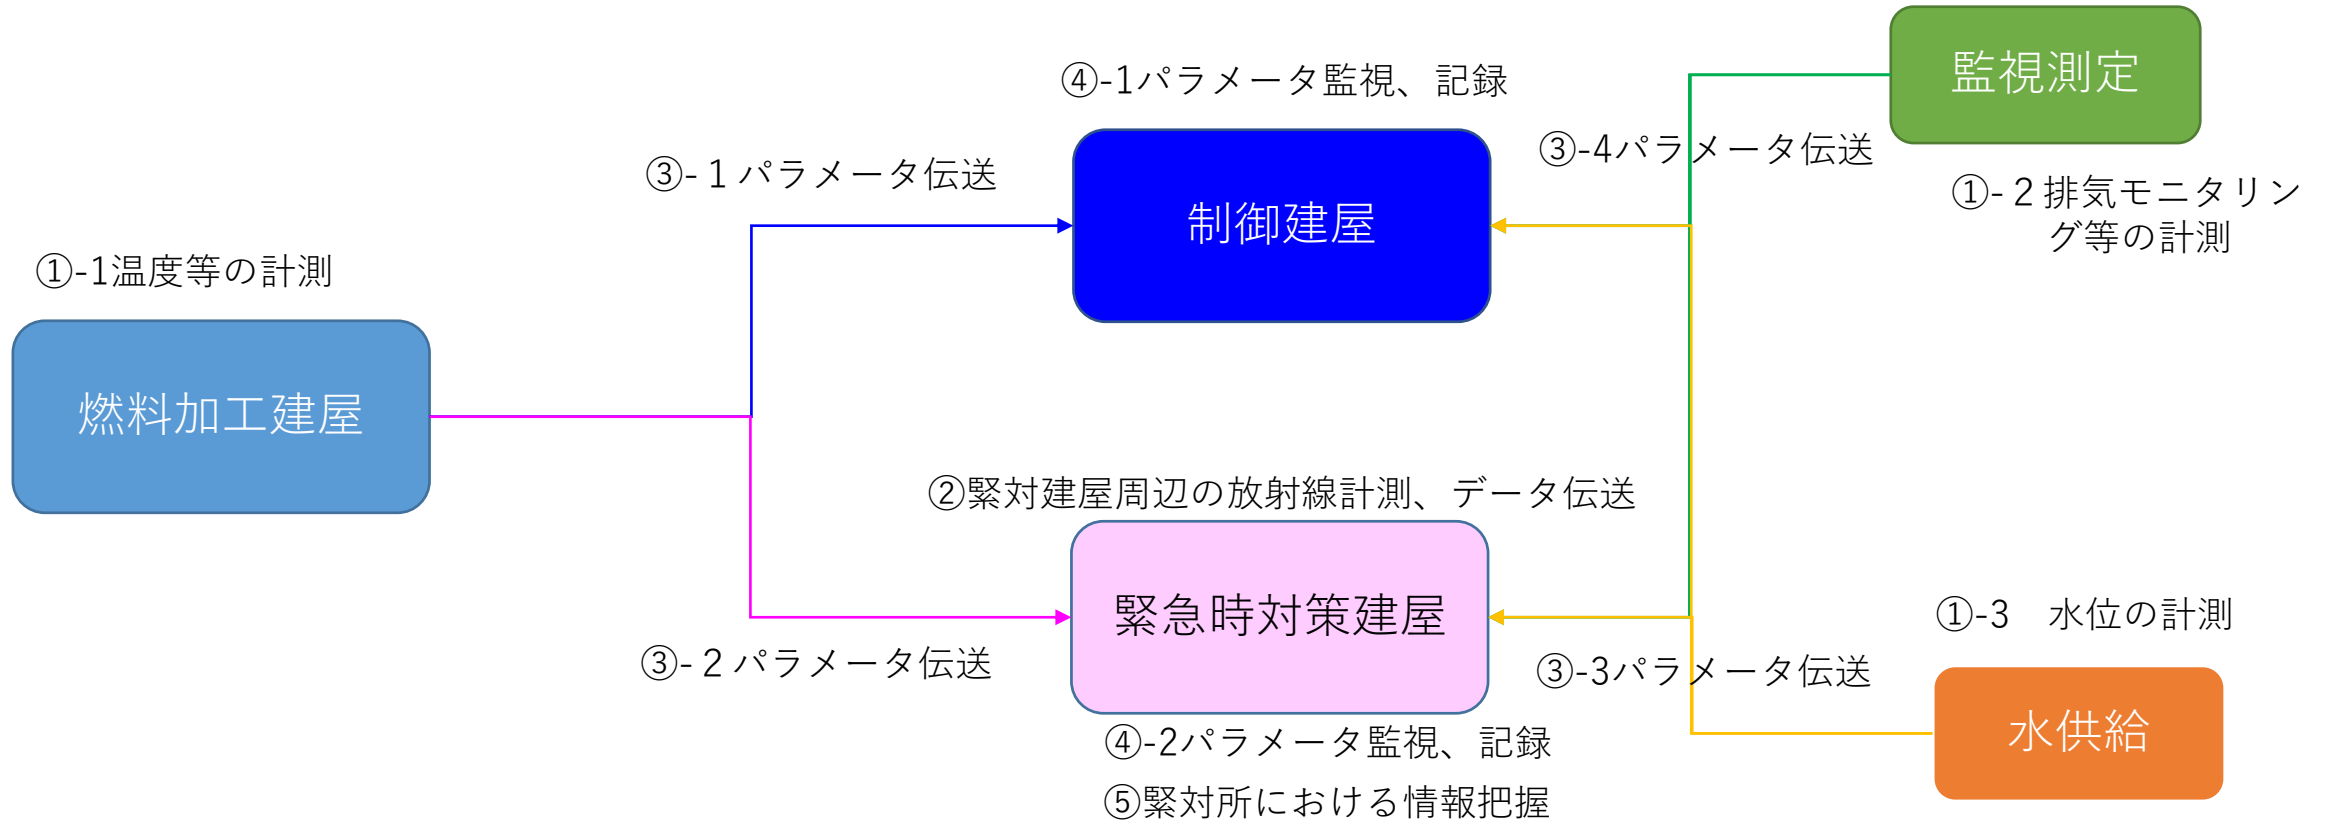 ④-1パラメータ監視、記録
監視測定
③-4パラメータ伝送
③-１パラメータ伝送
制御建屋
①-２排気モニタリン
グ等の計測
①-1温度等の計測
燃料加工建屋
②緊対建屋周辺の放射線計測、データ伝送
緊急時対策建屋
①-3　水位の計測
③-２パラメータ伝送
③-3パラメータ伝送
水供給
④-2パラメータ監視、記録
⑤緊対所における情報把握